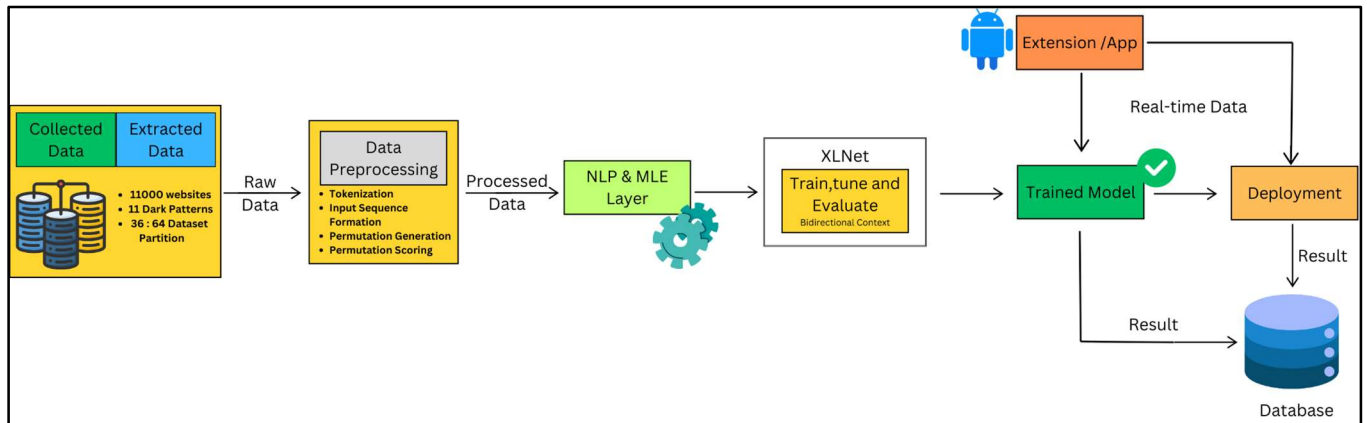 Collected
Data
Extracted
Data
• 11000 websites
• 11 Dark Patterns
• 36 : 64 Dataset
Partition
Raw
Data
Data
Preprocessing
• Tokenization
• Input Sequence
Formation
• Permutation Generation
• Permutation Scoring
Processed
Data
NLP & MLE
Layer
XLNet
Train,tune and
Evaluate
Bidirectional Context
Extension /App
Real-time Data
Trained Model
Deployment
Result
Result
Database